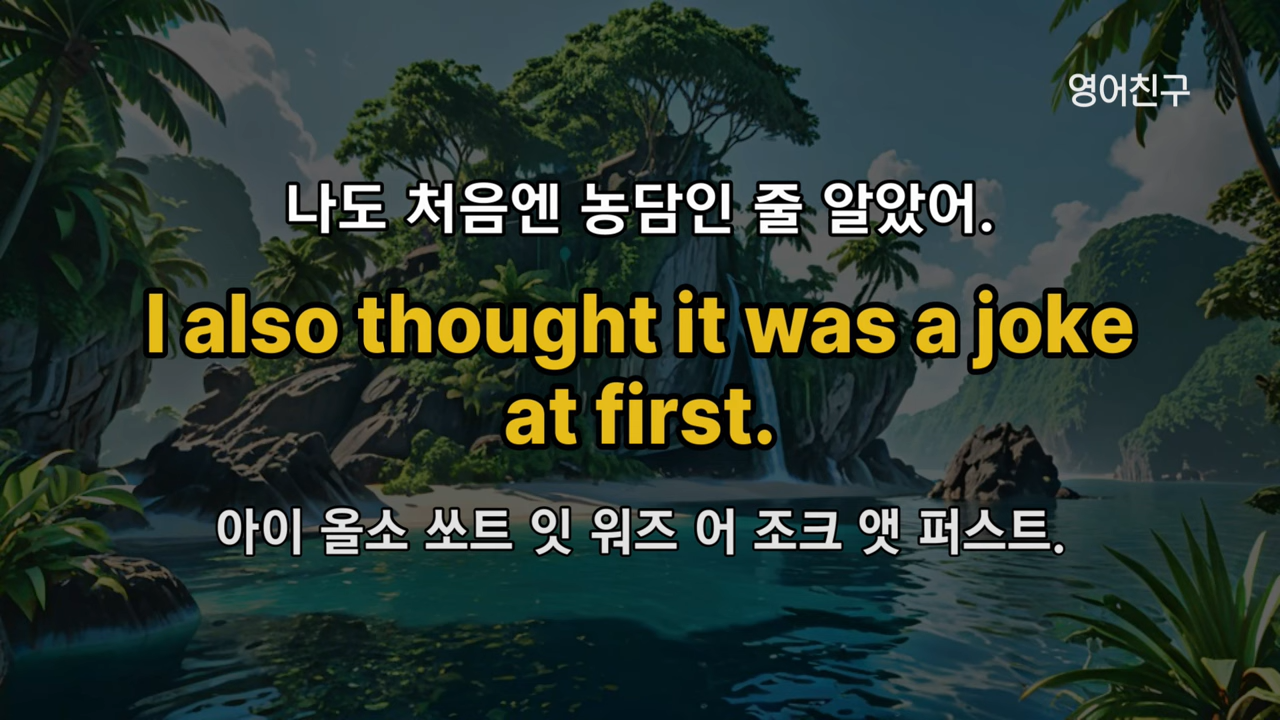 영어친구
나도 처음엔 농담인 줄 알았어.
I also thought it was a joke
at first.
아이 올소 쏘트 잇 워즈 어 조크 앳 퍼스트.